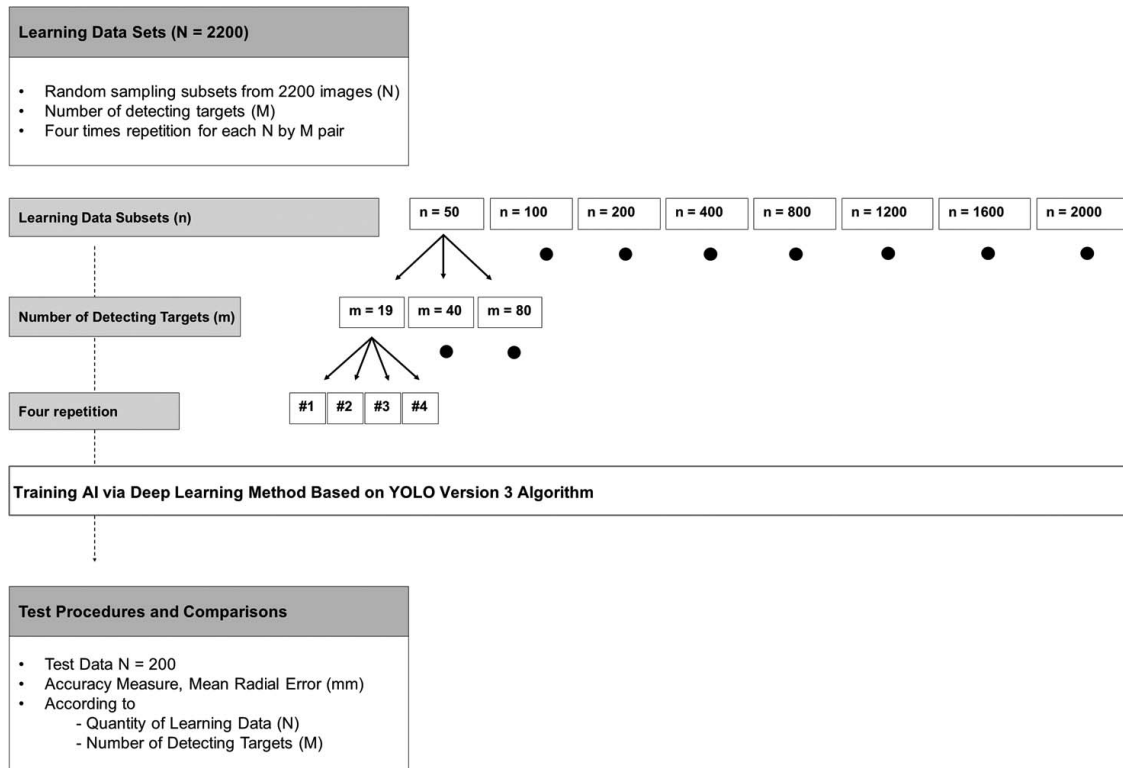 Learning Data Sets (N = 2200)
• Random sampling subsets from 2200 images (N)
• Number of detecting targets (M)
• Four times repetition for each N by M pair
Learning Data Subsets (n)
n = 50
n = 100
n = 200
n = 400
n = 800
n = 1200
n = 1600
n = 2000
Number of Detecting Targets (m)
m = 19
m = 40
m = 80
Four repetition
#1
#2
#3
#4
Training AI via Deep Learning Method Based on YOLO Version 3 Algorithm
Test Procedures and Comparisons
• Test Data N = 200
• Accuracy Measure, Mean Radial Error (mm)
• According to
- Quantity of Learning Data (N)
- Number of Detecting Targets (M)